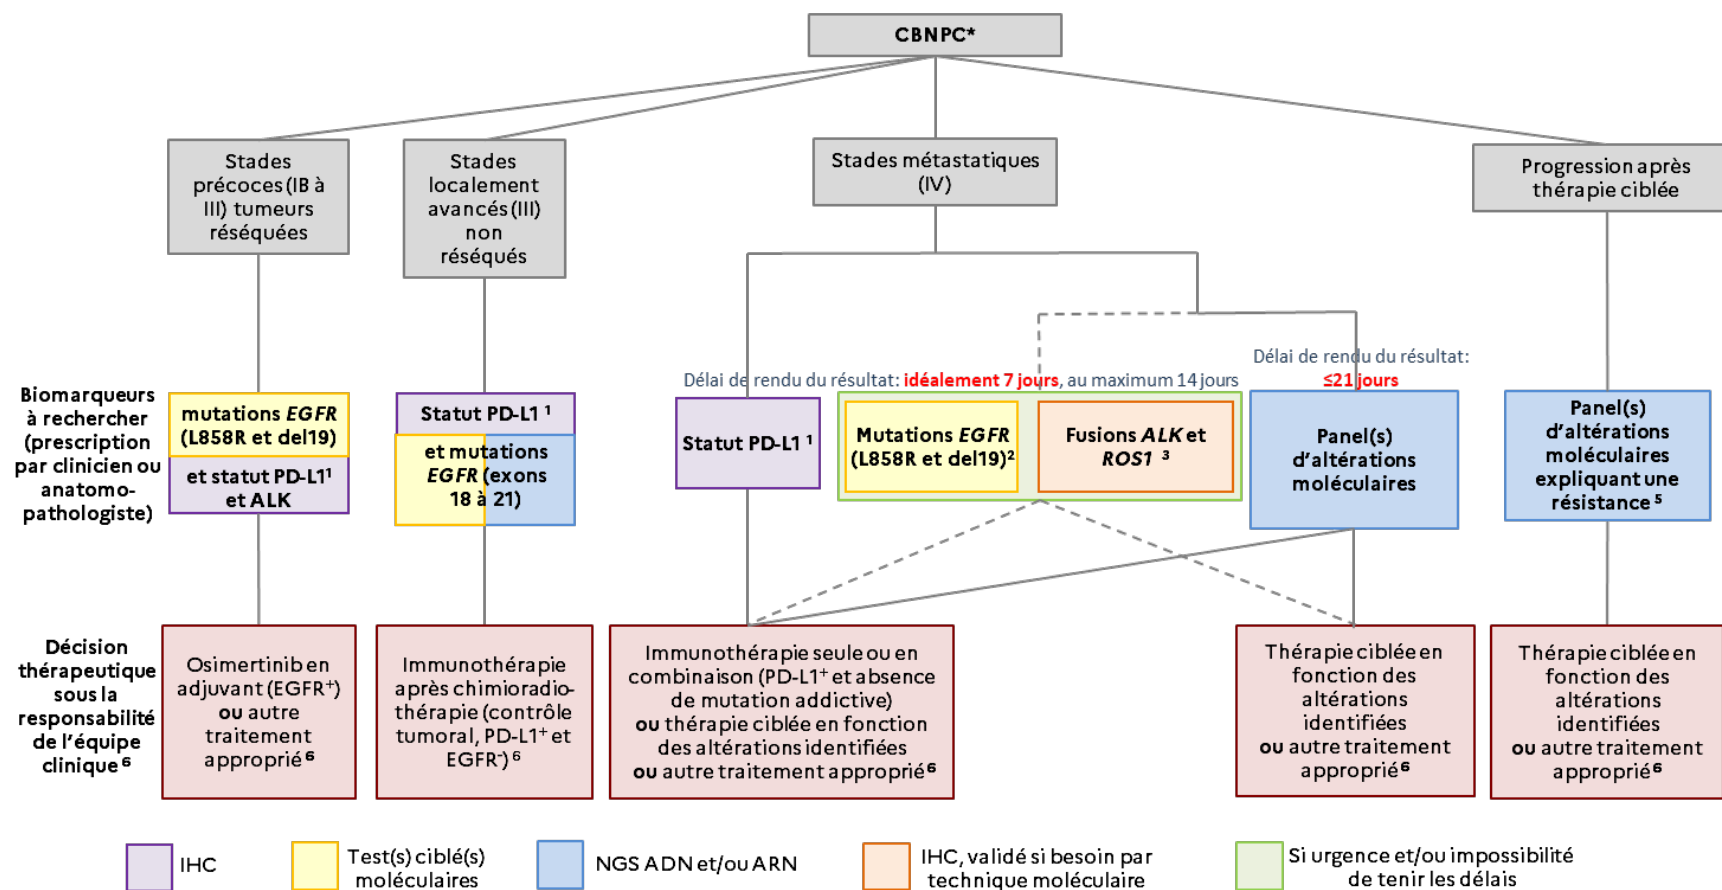 CBNPC*
Stades
précoces (IB à
III) tumeurs
réséquées
Stades
localement
avancés (III)
non
réséqués
Stades métastatiques
(IV)
Progression après
thérapie ciblée
Biomarqueurs
à rechercher
(prescription
par clinicien ou
anatomo-
pathologiste)
mutations EGFR
(L858R et del19)
et statut PD-L1¹
et ALK
Statut PD-L1 ¹
et mutations
EGFR (exons
18 à 21)
Délai de rendu du résultat: idéalement 7 jours, au maximum 14 jours
Statut PD-L1 ¹
Mutations EGFR
(L858R et del19)²
Fusions ALK et
ROS1 ³
Délai de rendu du résultat:
≤21 jours
Panel(s)
d'altérations
moléculaires
Panel(s)
d'altérations
moléculaires
expliquant une
résistance ⁵
Décision
thérapeutique
sous la
responsabilité
de l'équipe
clinique ⁶
Osimertinib en
adjuvant (EGFR⁺)
ou autre
traitement
approprié⁶
Immunothérapie
après chimioradio-
thérapie (contrôle
tumoral, PD-L1⁺ et
EGFR⁻) ⁶
Immunothérapie seule ou en
combinaison (PD-L1⁺ et absence
de mutation addictive)
ou thérapie ciblée en fonction
des altérations identifiées
ou autre traitement approprié⁶
Thérapie ciblée en
fonction des
altérations
identifiées
ou autre traitement
approprié⁶
Thérapie ciblée en
fonction des
altérations
identifiées
ou autre traitement
approprié⁶
IHC
Test(s) ciblé(s)
moléculaires
NGS ADN et/ou ARN
IHC, validé si besoin par
technique moléculaire
Si urgence et/ou impossibilité
de tenir les délais